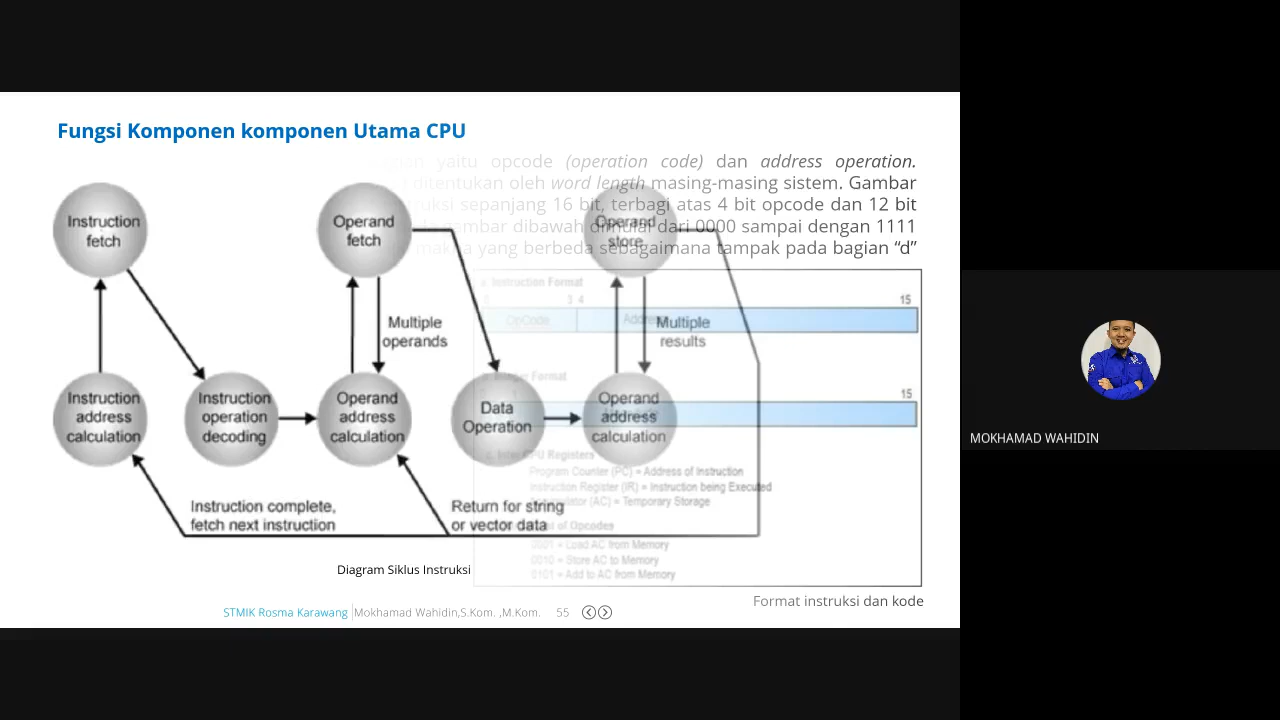 Fungsi Komponen komponen Utama CPU
yaitu opcode (operation code) dan address operation.
ditentukan oleh word length masing-masing sistem. Gambar
sepanjang 16 bit, terbagi atas 4 bit opcode dan 12 bit
gambar dibawah dimulai dari 0000 sampai dengan 1111
yang berbeda sebagaimana tampak pada bagian “d”
Instruction
fetch
Operand
fetch
Operand
store
Multiple
operands
Multiple
results
Instruction
address
calculation
Instruction
operation
decoding
Operand
address
calculation
Data
Operation
Operand
address
calculation
Instruction complete,
fetch next instruction
Return for string
or vector data
Instruction Format
3 4
15
Op-Code
Address
Format
15
CPU Registers
Program Counter (PC) = Address of Instruction
Instruction Register (IR) = Instruction being Executed
Accumulator (AC) = Temporary Storage
of Opcodes
0001 = Load AC from Memory
0010 = Store AC to Memory
0101 = Add to AC from Memory
Diagram Siklus Instruksi
Format instruksi dan kode
STMIK Rosma Karawang Mokhamad Wahidin,S.Kom. ,M.Kom. 55
MOKHAMAD WAHIDIN